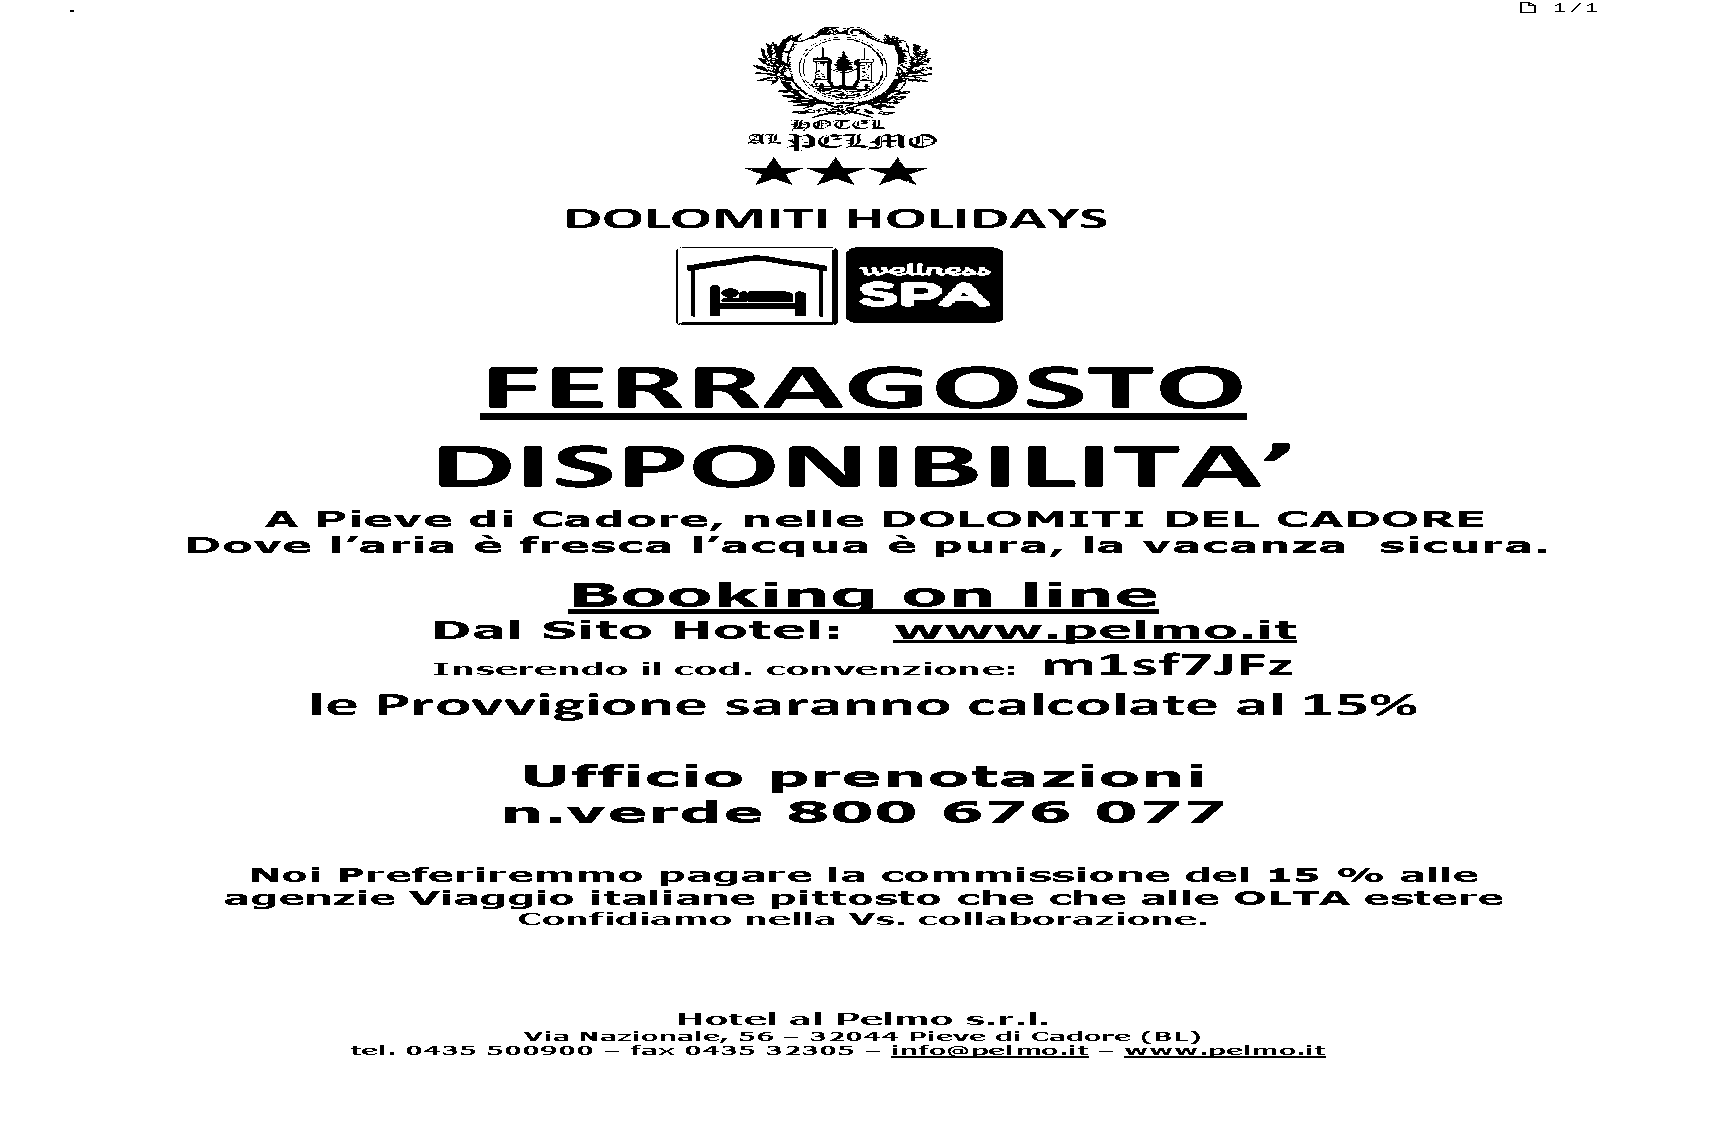 -
1/1
HOTEL
AL PELMO
DOLOMITI HOLIDAYS
wellness
SPA
FERRAGOSTO
DISPONIBILITA’
A Pieve di Cadore, nelle DOLOMITI DEL CADORE
Dove l’aria è fresca l’acqua è pura, la vacanza sicura.
Booking on line
Dal Sito Hotel: www.pelmo.it
Inserendo il cod. convenzione: m1sf7JFz
le Provvigione saranno calcolate al 15%
Ufficio prenotazioni
n.verde 800 676 077
Noi Preferiremmo pagare la commissione del 15 % alle
agenzie Viaggio italiane pittosto che che alle OLTA estere
Confidiamo nella Vs. collaborazione.
Hotel al Pelmo s.r.l.
Via Nazionale, 56 – 32044 Pieve di Cadore (BL)
tel. 0435 500900 – fax 0435 32305 – info@pelmo.it – www.pelmo.it